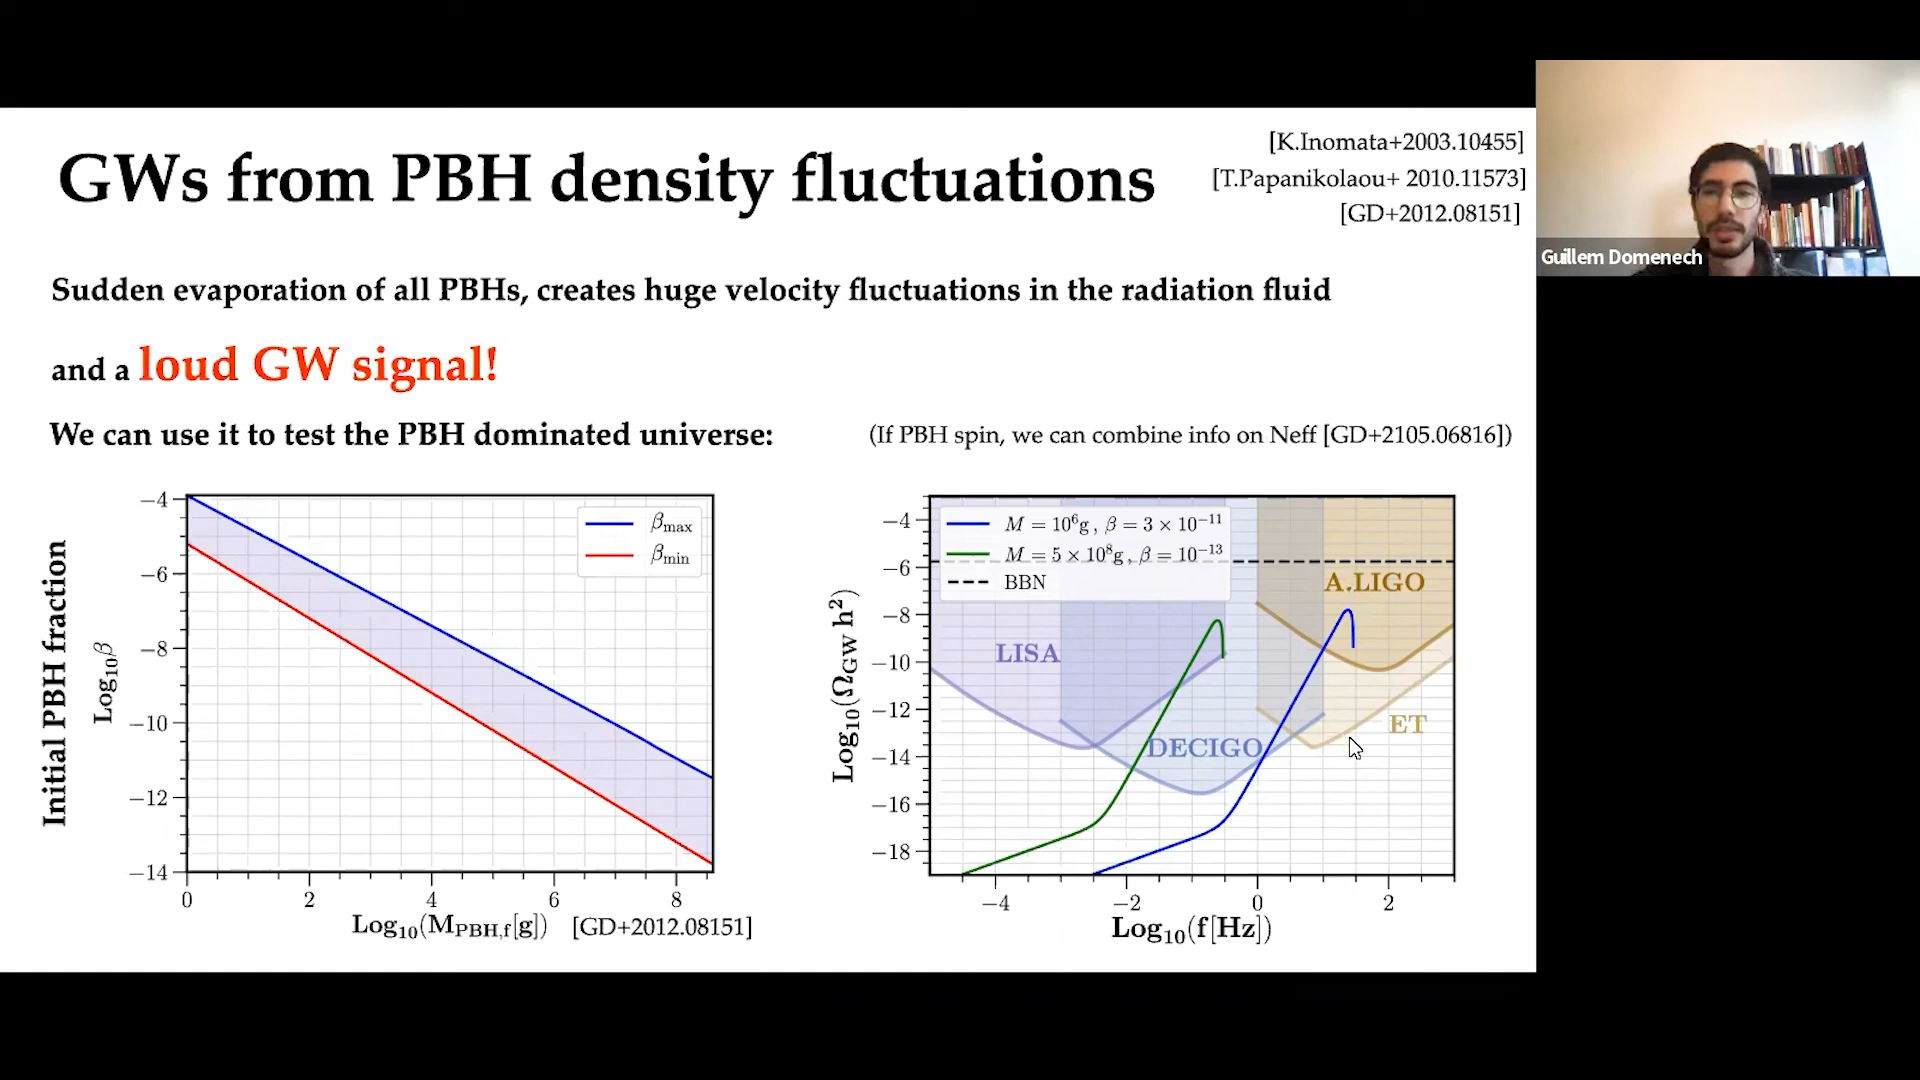 GWs from PBH density fluctuations
[K.Inomata+2003.10455]
[T.Papanikolaou+ 2010.11573]
[GD+2012.08151]
Guillem Domenech
Sudden evaporation of all PBHs, creates huge velocity fluctuations in the radiation fluid
and a loud GW signal!
We can use it to test the PBH dominated universe:
(If PBH spin, we can combine info on Neff [GD+2105.06816])
Initial PBH fraction
Log₁₀β
−4
−6
−8
−10
−12
−14
β_max
β_min
0 2 4 6 8
Log₁₀(M_PBH,f[g])
[GD+2012.08151]
Log₁₀(Ω_GW h²)
−4
−6
−8
−10
−12
−14
−16
−18
M = 10⁶g , β = 3 × 10⁻¹¹
M = 5 × 10⁸g , β = 10⁻¹³
BBN
A.LIGO
LISA
ET
DECIGO
−4 −2 0 2
Log₁₀(f[Hz])